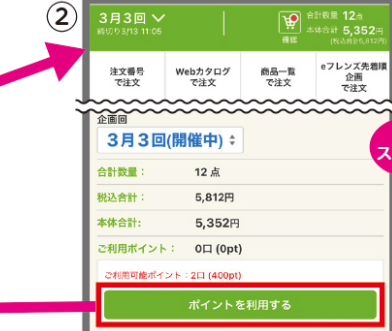 ②
3月3回
合計数量 12点
締切り3/13 11:05
本体合計 5,352円
確認
(税込合計5,812円)
注文番号
で注文
Webカタログ
で注文
商品一覧
で注文
eフレンズ先着順
企画
で注文
企画回
3月3回(開催中)
合計数量： 12 点
税込合計： 5,812円
本体合計: 5,352円
ご利用ポイント： 0口 (0pt)
ス
ご利用可能ポイント：2口 (400pt)
ポイントを利用する